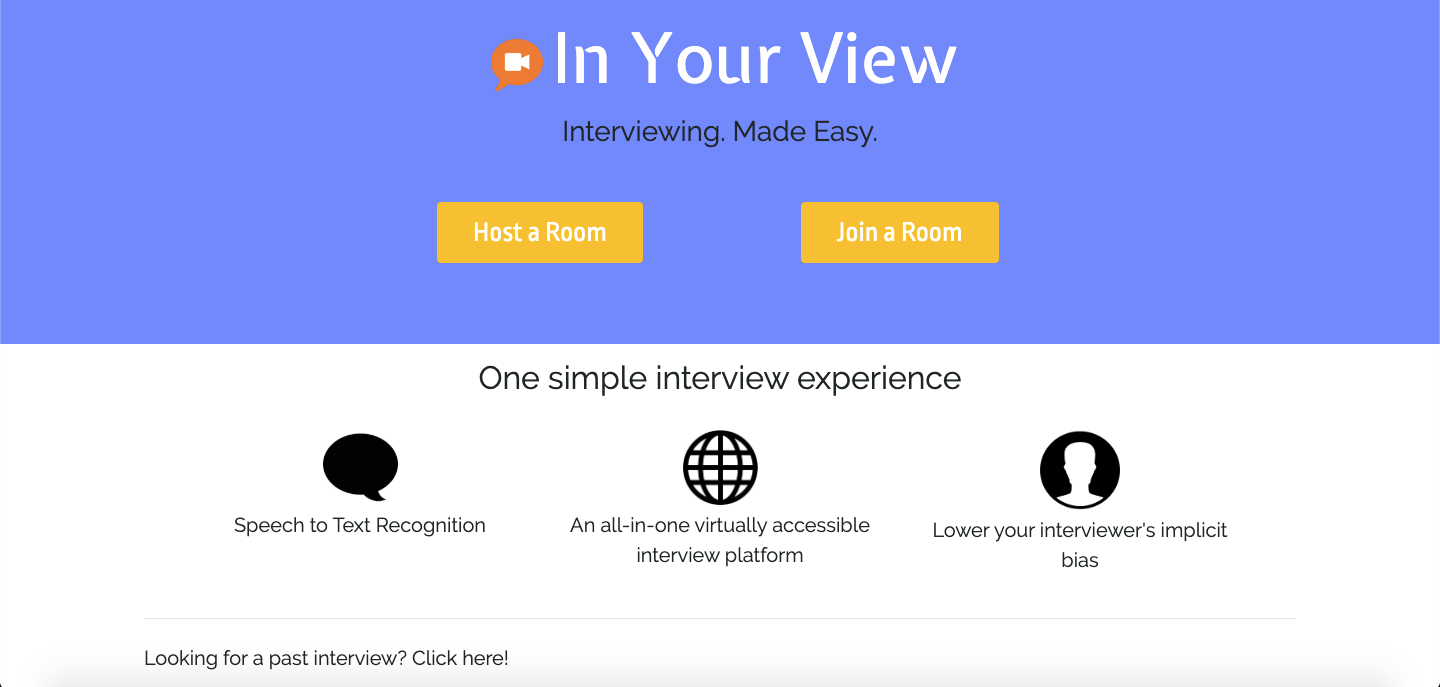 In Your View
Interviewing. Made Easy.
Host a Room
Join a Room
One simple interview experience
Speech to Text Recognition
An all-in-one virtually accessible
interview platform
Lower your interviewer's implicit
bias
Looking for a past interview? Click here!